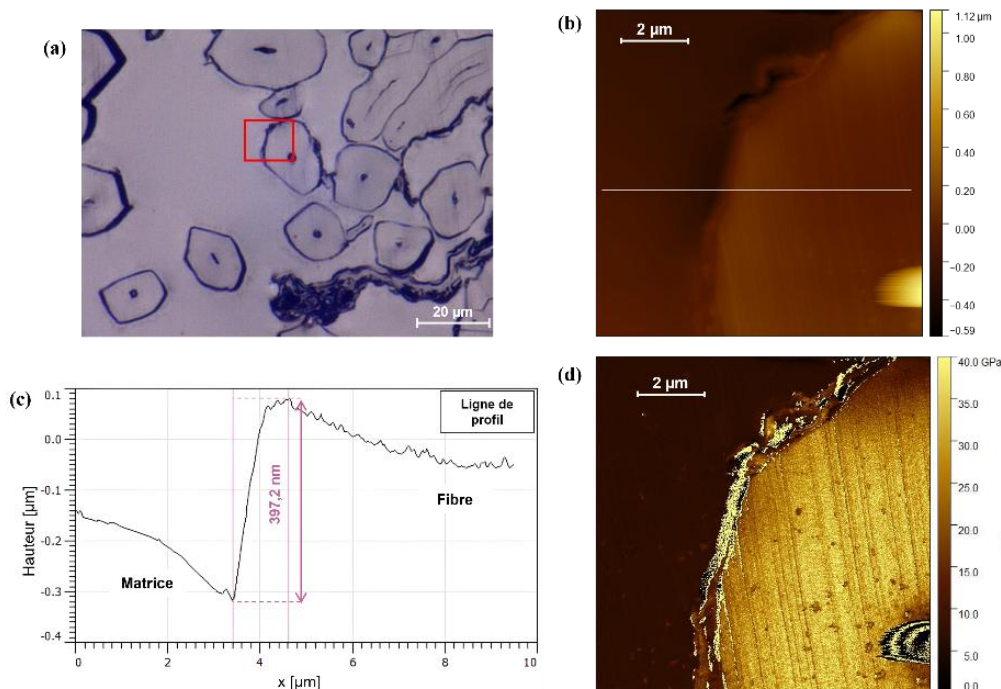 (a)
20 µm
(b)
2 µm
1.12 µm
1.00
0.80
0.60
0.40
0.20
0.00
-0.20
-0.40
-0.59
(c)
Hauteur [µm]
0.1
0.0
-0.1
-0.2
-0.3
-0.4
0
2
4
6
8
10
x [µm]
Matrice
397,2 nm
Fibre
Ligne de
profil
(d)
2 µm
40.0 GPa
35.0
30.0
25.0
20.0
15.0
10.0
5.0
0.0